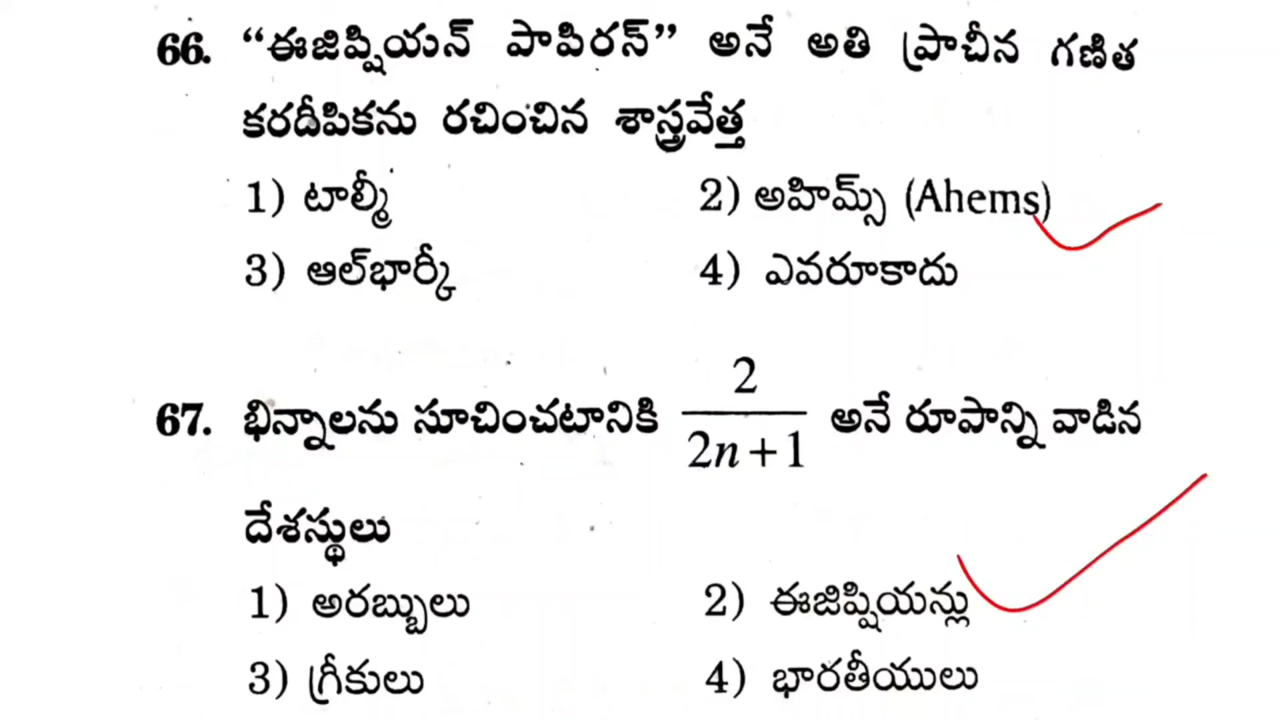 66. “ఈజిప్షియన్ పాపిరస్” అనే అతి ప్రాచీన గణిత
కరదీపికను రచించిన శాస్త్రవేత్త
1) టాల్మీ 2) అహిమ్స్ (Ahems)
3) ఆల్‌భార్కీ 4) ఎవరూకాదు
67. భిన్నాలను సూచించటానికి 2/(2n+1) అనే రూపాన్ని వాడిన
దేశస్థులు
1) అరబ్బులు 2) ఈజిప్షియన్లు
3) గ్రీకులు 4) భారతీయులు